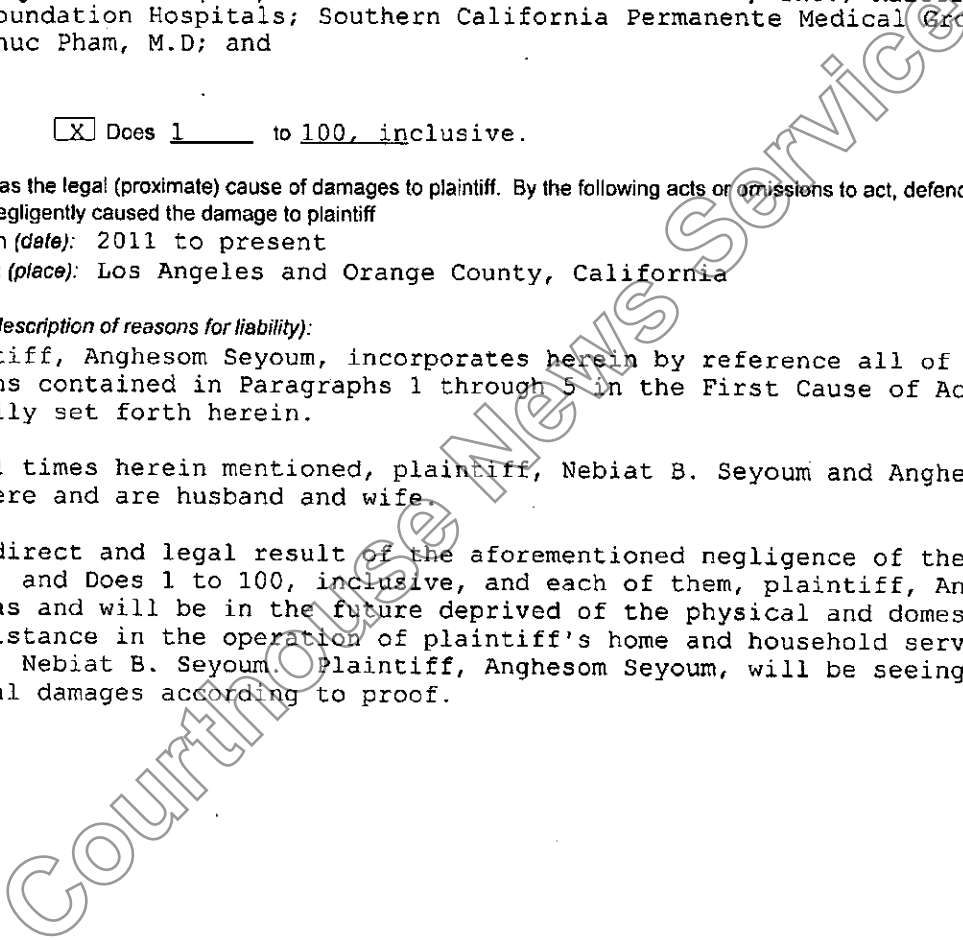 oundation Hospitals; Southern California Permanente Medical Gro
huc Pham, M.D; and
X Does 1 to 100, inclusive.
as the legal (proximate) cause of damages to plaintiff. By the following acts or omissions to act, defend
egligently caused the damage to plaintiff
n (date): 2011 to present
(place): Los Angeles and Orange County, California
description of reasons for liability):
tiff, Anghesom Seyoum, incorporates herein by reference all of
ns contained in Paragraphs 1 through 5 in the First Cause of Ac
lly set forth herein.
l times herein mentioned, plaintiff, Nebiat B. Seyoum and Anghe
ere and are husband and wife.
direct and legal result of the aforementioned negligence of the
and Does 1 to 100, inclusive, and each of them, plaintiff, An
as and will be in the future deprived of the physical and domes
istance in the operation of plaintiff's home and household serv
Nebiat B. Seyoum. Plaintiff, Anghesom Seyoum, will be seeing
al damages according to proof.
Courthouse News Service